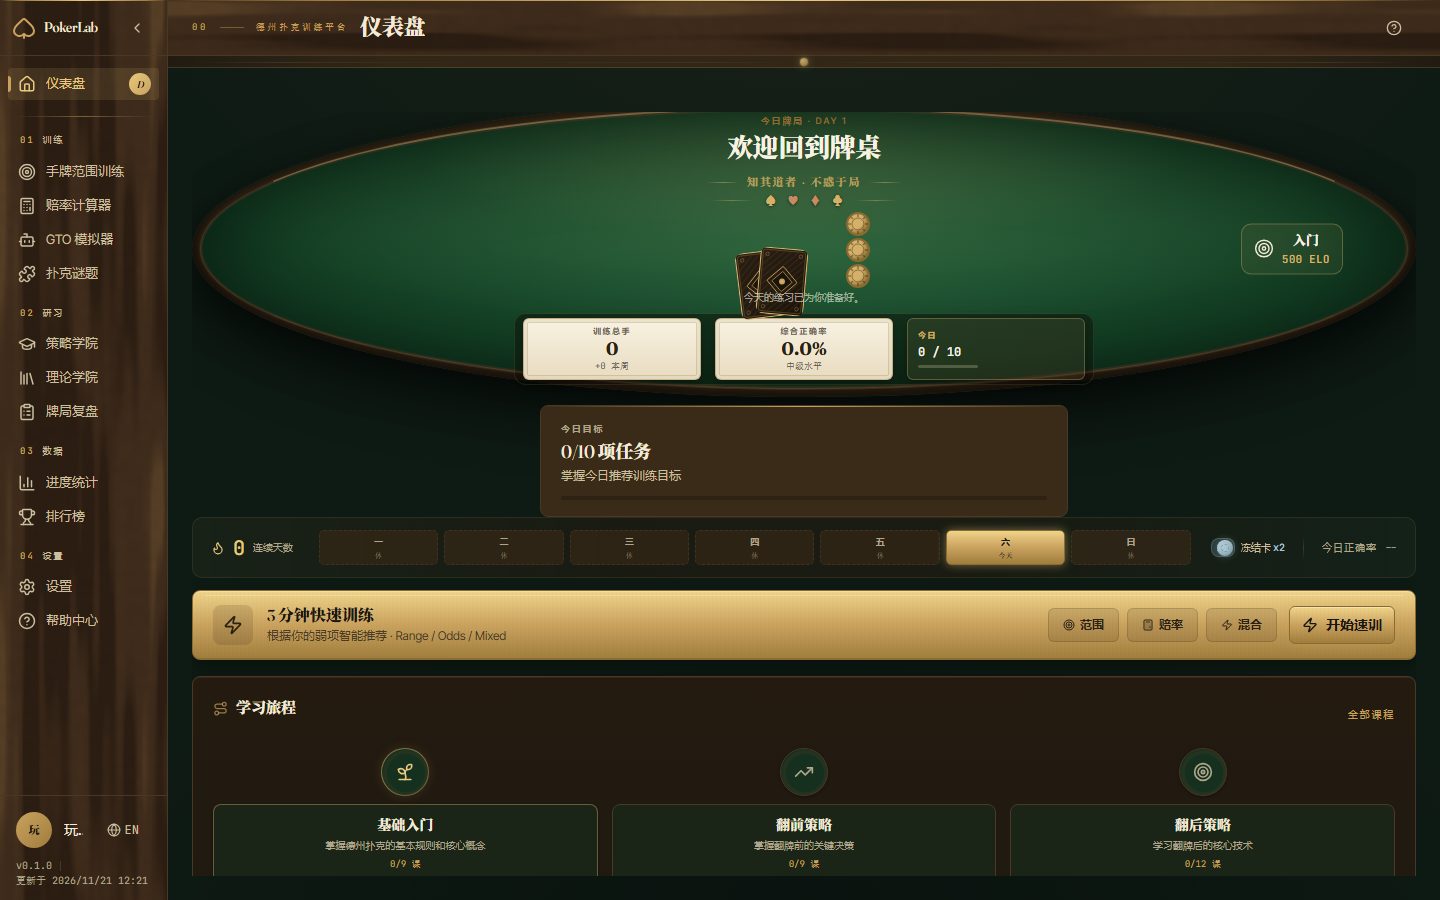 PokerLab
00 德州扑克训练平台 仪表盘
仪表盘 D
01 训练
手牌范围训练
赔率计算器
GTO 模拟器
扑克谜题
02 研习
策略学院
理论学院
牌局复盘
03 数据
进度统计
排行榜
04 设置
设置
帮助中心
玩 玩.. EN
v0.1.0
更新于 2026/11/21 12:21
今日牌局 · DAY 1
欢迎回到牌桌
知其道者 · 不惑于局
入门
500 ELO
今天的练习已为你准备好。
训练总手
0
+0 本周
综合正确率
0.0%
中级水平
今日
0 / 10
今日目标
0/10 项任务
掌握今日推荐训练目标
0 连续天数
一
休
二
休
三
休
四
休
五
休
六
今天
日
休
冻结卡 x2
今日正确率 --
5 分钟快速训练
根据你的弱项智能推荐 · Range / Odds / Mixed
范围
赔率
混合
开始速训
学习旅程
全部课程
基础入门
掌握德州扑克的基本规则和核心概念
0/9 课
翻前策略
掌握翻牌前的关键决策
0/9 课
翻后策略
学习翻牌后的核心技术
0/12 课